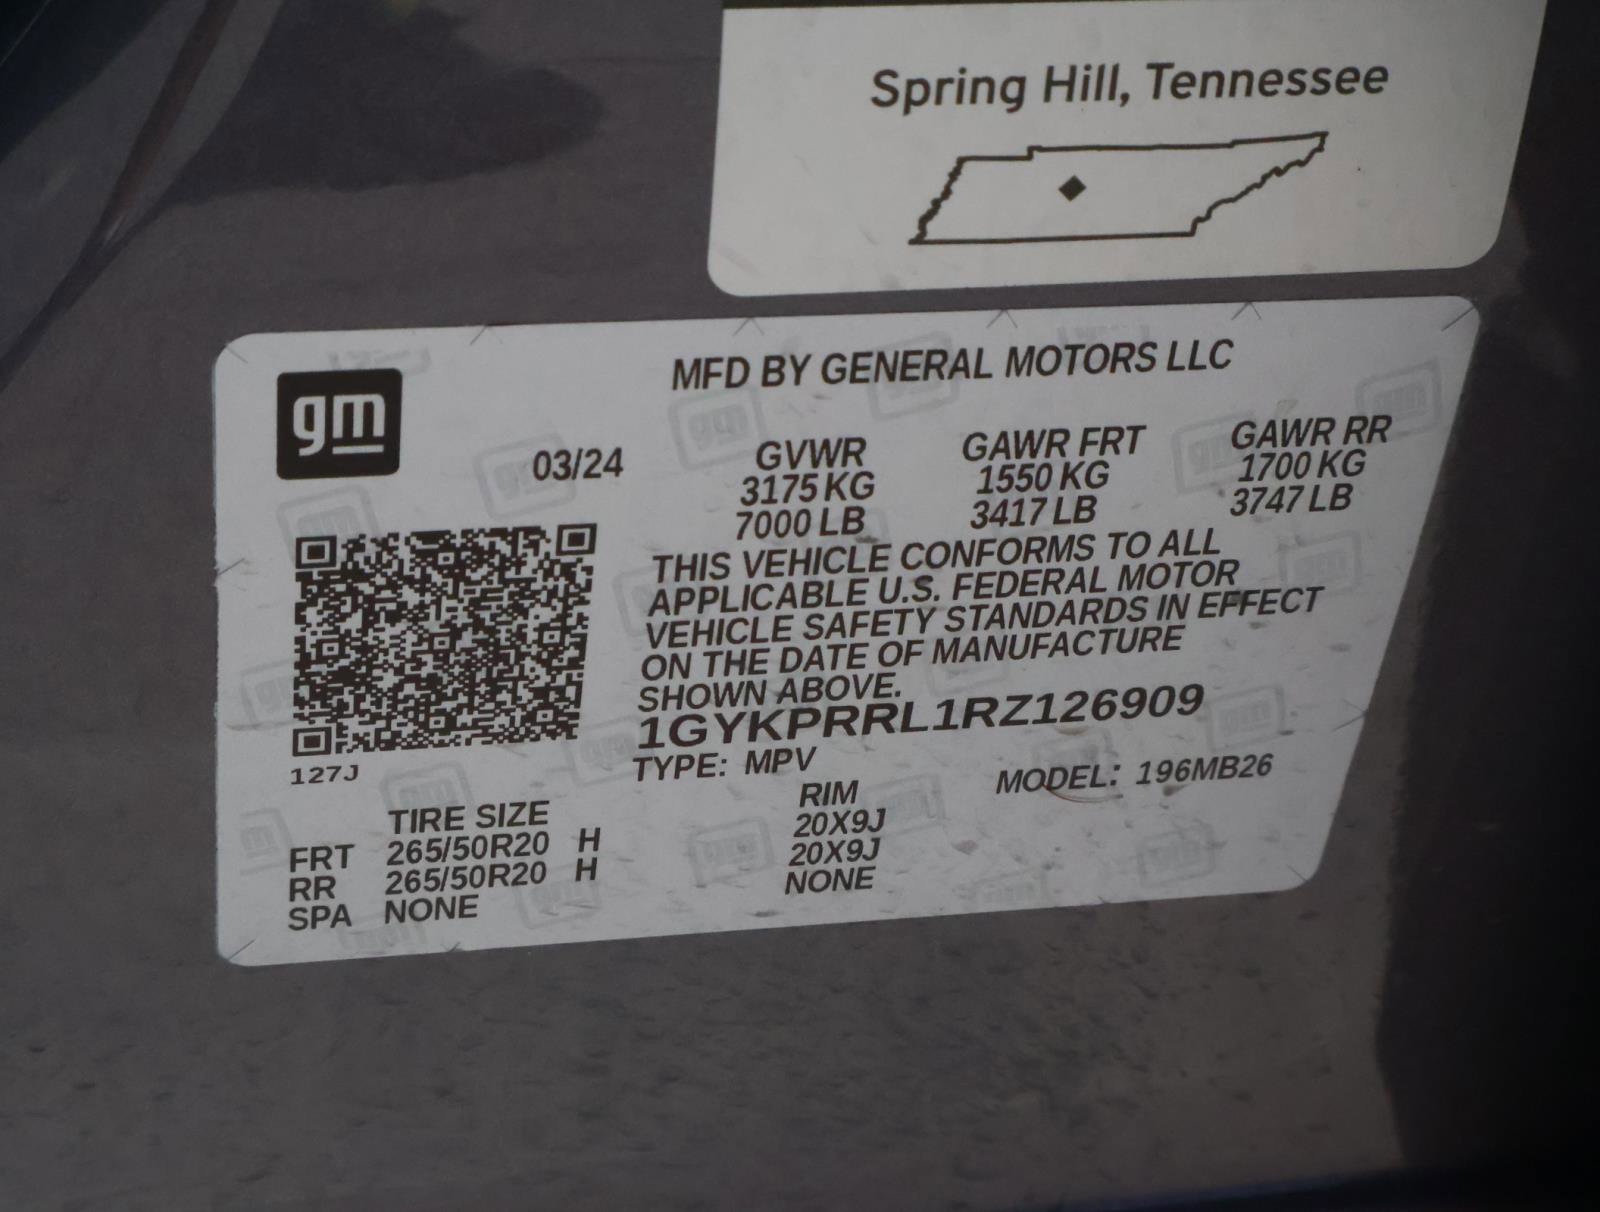 Spring Hill, Tennessee
gm
MFD BY GENERAL MOTORS LLC
03/24
GVWR
3175 KG
7000 LB
GAWR FRT
1550 KG
3417 LB
GAWR RR
1700 KG
3747 LB
THIS VEHICLE CONFORMS TO ALL
APPLICABLE U.S. FEDERAL MOTOR
VEHICLE SAFETY STANDARDS IN EFFECT
ON THE DATE OF MANUFACTURE
SHOWN ABOVE.
1GYKPRRL1RZ126909
TYPE: MPV
MODEL: 196MB26
127J
TIRE SIZE RIM
FRT 265/50R20 H 20X9J
RR 265/50R20 H 20X9J
SPA NONE NONE